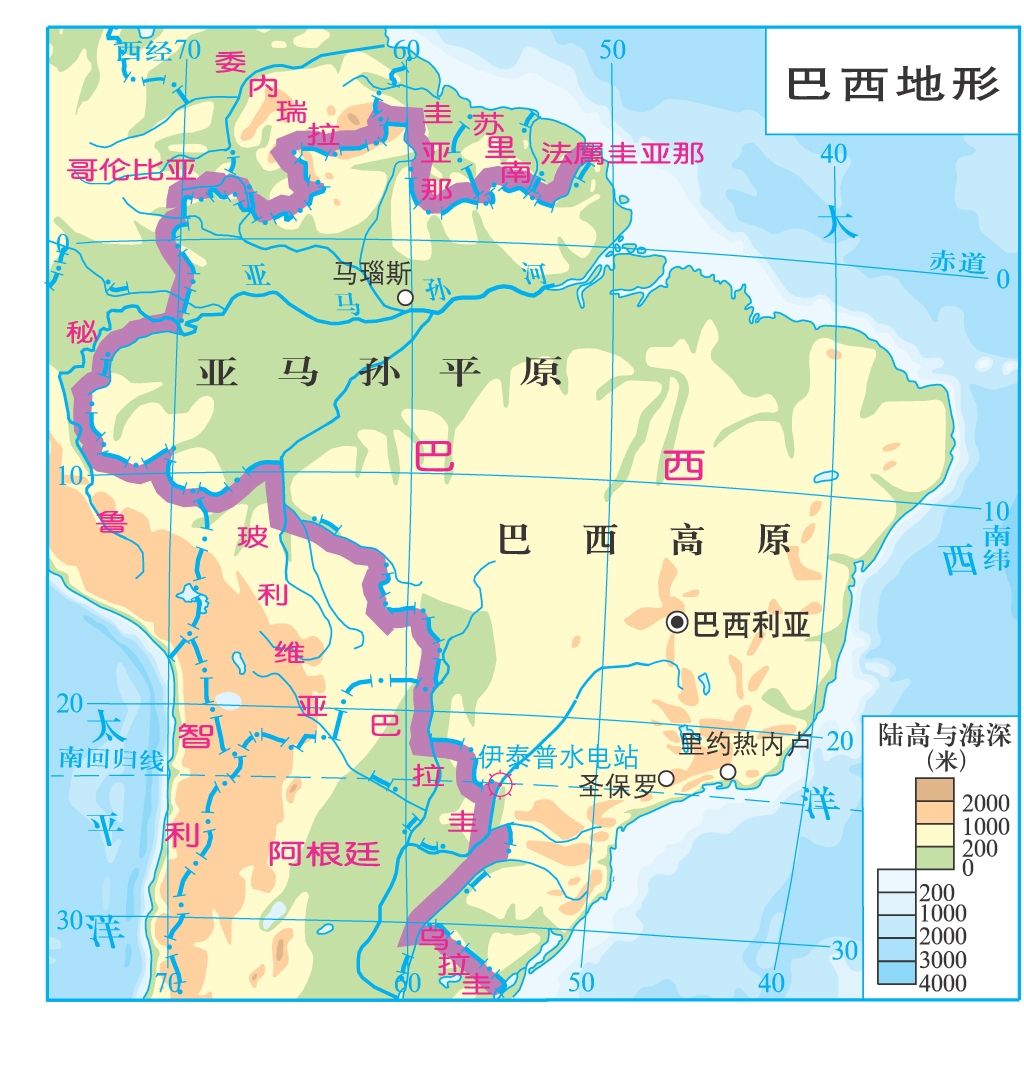 巴西地形
西经70
60
50
40
委内瑞拉
圭亚那
苏里南
法属圭亚那
哥伦比亚
大西洋
0
赤道
0
亚马孙河
马瑙斯
秘鲁
亚马孙平原
巴西
10
10
南纬
巴西高原
玻利维亚
巴西利亚
20
太平洋
智利
巴拉圭
南回归线
伊泰普水电站
圣保罗
里约热内卢
20
阿根廷
乌拉圭
30
30
70
60
50
40
陆高与海深
(米)
2000
1000
200
0
200
1000
2000
3000
4000